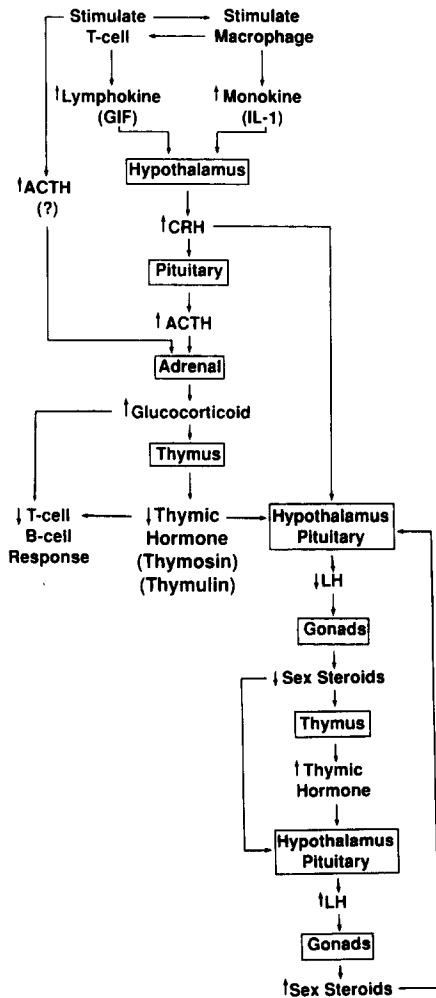 Stimulate
T-cell
Stimulate
Macrophage
↑Lymphokine
(GIF)
↑Monokine
(IL-1)
Hypothalamus
↑ACTH
(?)
↑CRH
Pituitary
↑ACTH
Adrenal
↑Glucocorticoid
Thymus
↓T-cell
B-cell
Response
↓Thymic
Hormone
(Thymosin)
(Thymulin)
Hypothalamus
Pituitary
↓LH
Gonads
↓Sex Steroids
Thymus
↑Thymic
Hormone
Hypothalamus
Pituitary
↑LH
Gonads
↑Sex Steroids